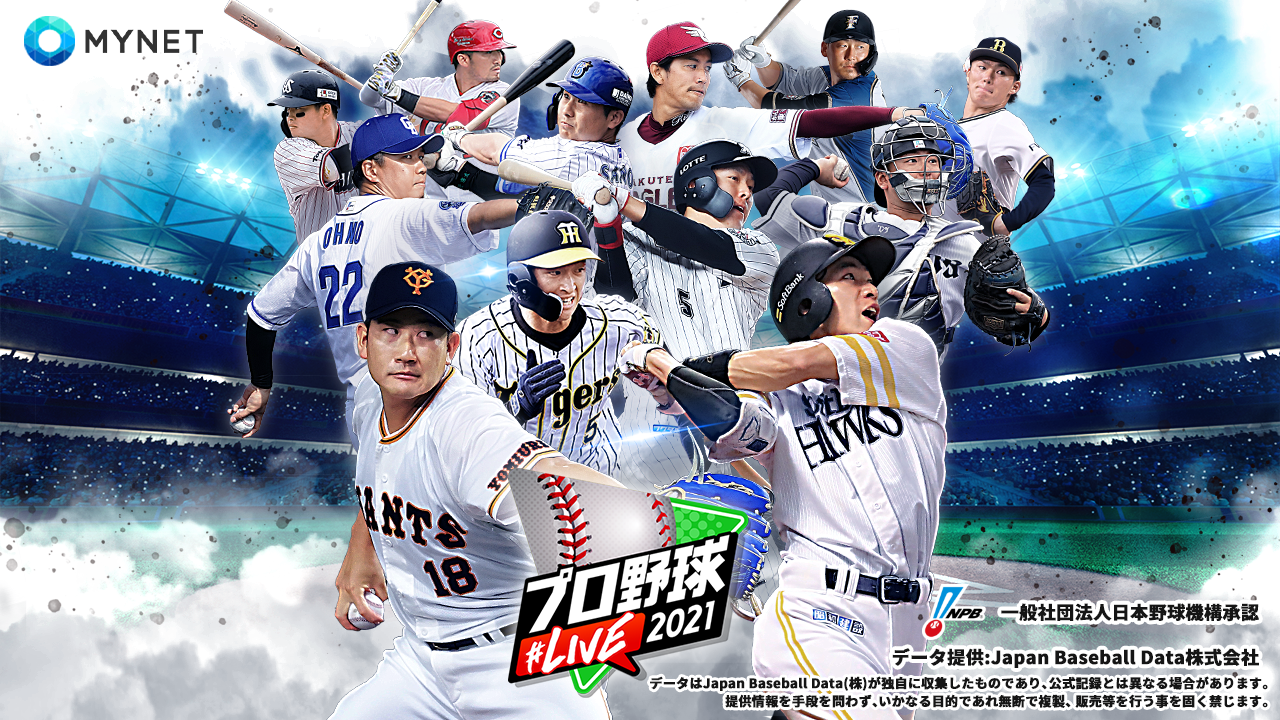 MYNET
F
B
LOTTE
OHNO
22
5
SoftBank
YG
HT
Tigers
5
HAWKS
YOMIURI
GIANTS
18
プロ野球
#LIVE 2021
NPB 一般社団法人日本野球機構承認
データ提供:Japan Baseball Data株式会社
データはJapan Baseball Data(株)が独自に収集したものであり、公式記録とは異なる場合があります。
提供情報を手段を問わず、いかなる目的であれ無断で複製、販売等を行う事を固く禁じます。